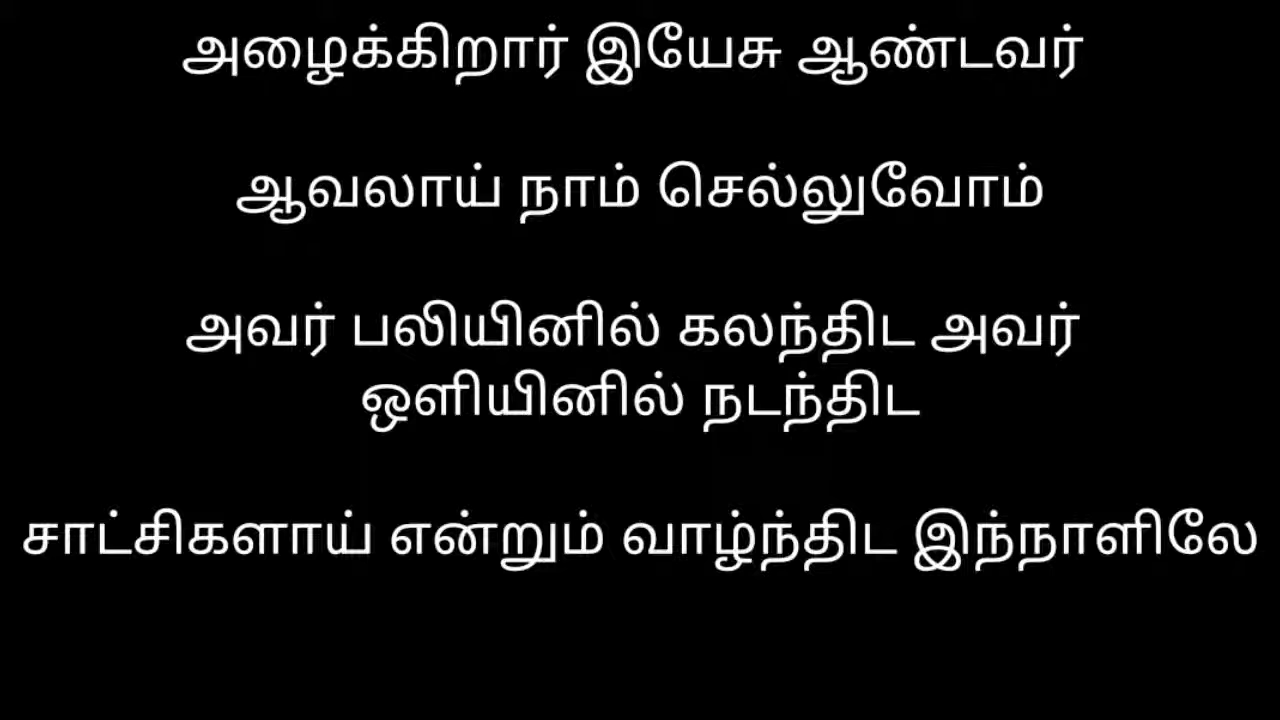 அழைக்கிறார் இயேசு ஆண்டவர்
ஆவலாய் நாம் செல்லுவோம்
அவர் பலியினில் கலந்திட அவர்
ஒளியினில் நடந்திட
சாட்சிகளாய் என்றும் வாழ்ந்திட இந்நாளிலே